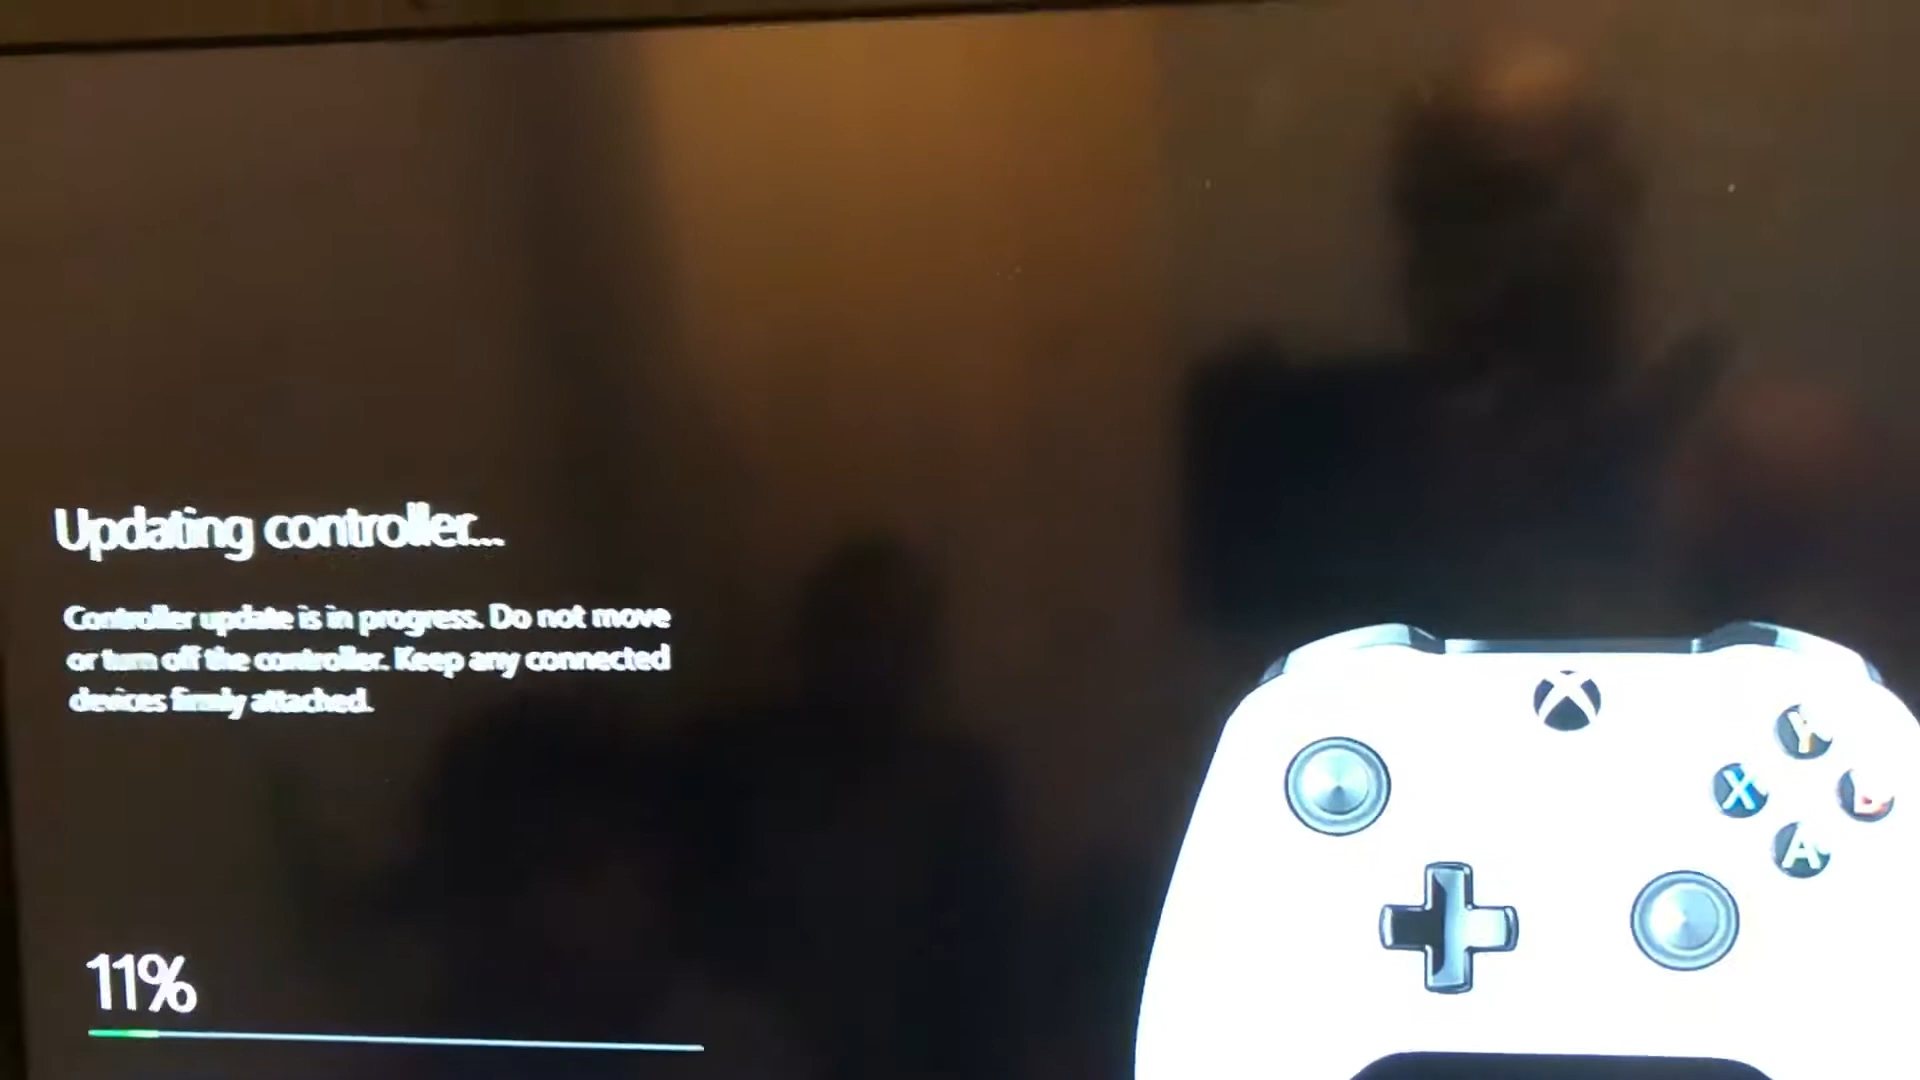 Updating controller...
Controller update is in progress. Do not move
or turn off the controller. Keep any connected
devices firmly attached.
11%
Y
X
B
A